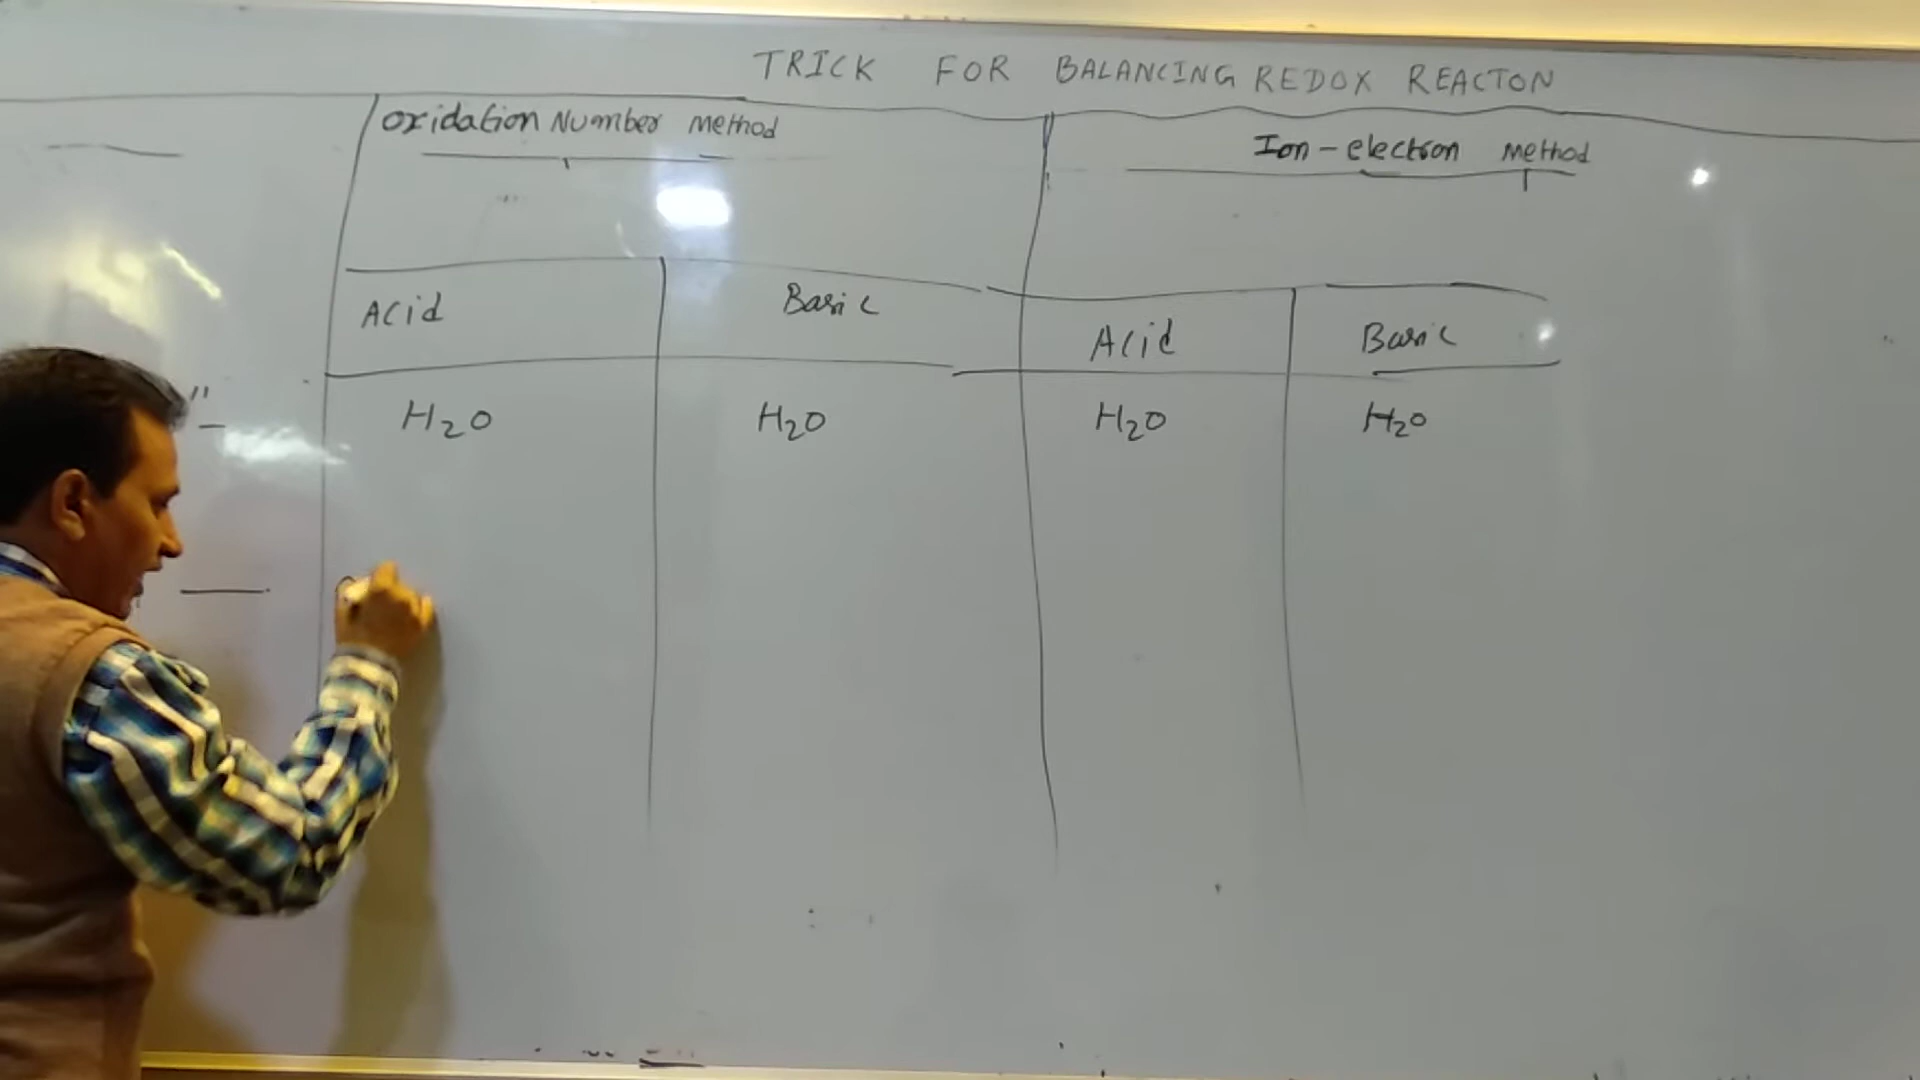 TRICK FOR BALANCING REDOX REACTON
Oxidation Number Method
Ion-electron Method
Acid
Basic
Acid
Basic
H₂O
H₂O
H₂O
H₂O